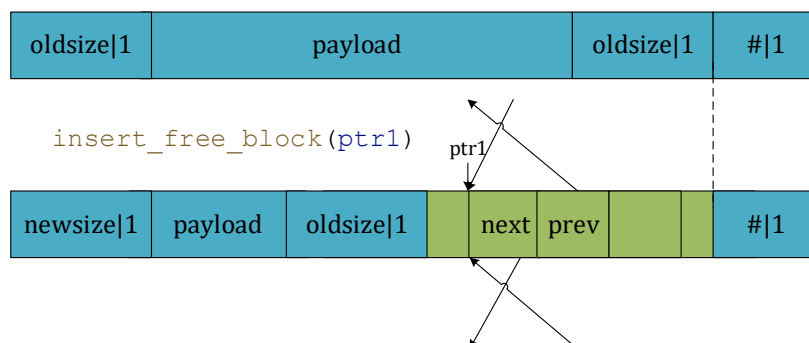 oldsize|1 payload oldsize|1 #|1
insert_free_block(ptr1)
ptr1
newsize|1 payload oldsize|1 next prev #|1